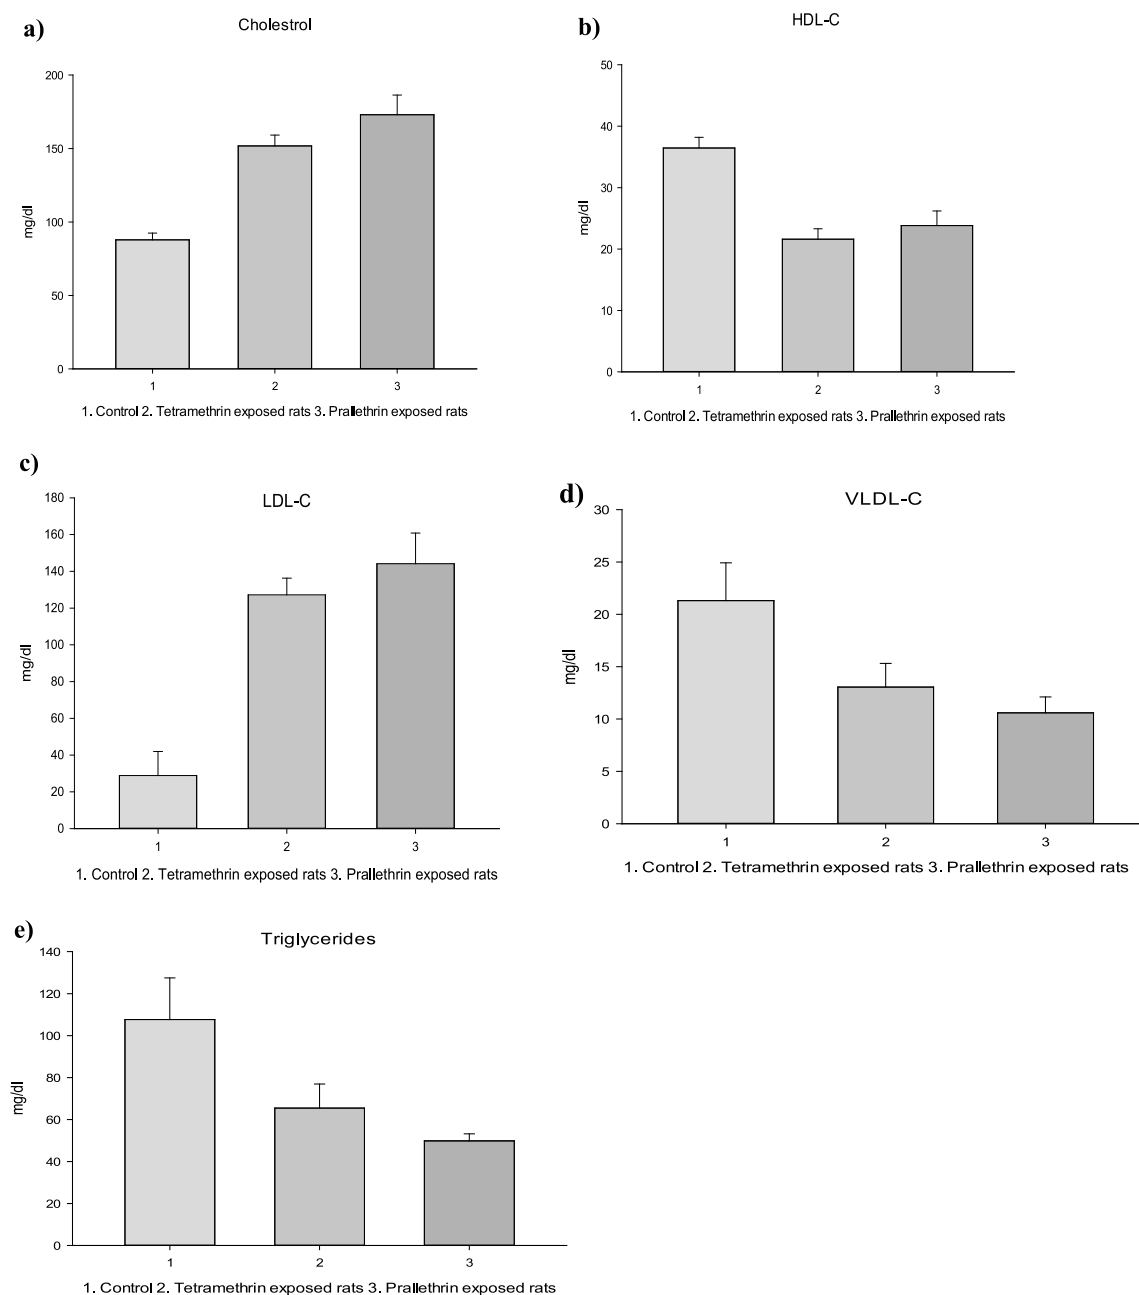 a)
Cholestrol
200
150
100
50
0
mg/dl
1 2 3
1. Control 2. Tetramethrin exposed rats 3. Prallethrin exposed rats
b)
HDL-C
50
40
30
20
10
0
mg/dl
1 2 3
1. Control 2. Tetramethrin exposed rats 3. Prallethrin exposed rats
c)
LDL-C
180
160
140
120
100
80
60
40
20
0
mg/dl
1 2 3
1. Control 2. Tetramethrin exposed rats 3. Prallethrin exposed rats
d)
VLDL-C
30
25
20
15
10
5
0
mg/dl
1 2 3
1. Control 2. Tetramethrin exposed rats 3. Prallethrin exposed rats
e)
Triglycerides
140
120
100
80
60
40
20
0
mg/dl
1 2 3
1. Control 2. Tetramethrin exposed rats 3. Prallethrin exposed rats